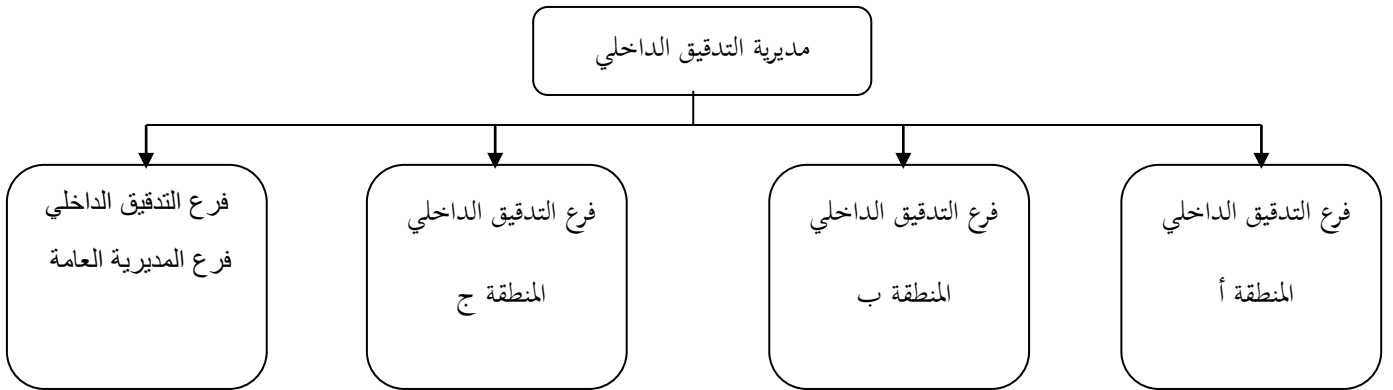 مديرية التدقيق الداخلي
فرع التدقيق الداخلي
المنطقة أ
فرع التدقيق الداخلي
المنطقة ب
فرع التدقيق الداخلي
المنطقة ج
فرع التدقيق الداخلي
فرع المديرية العامة